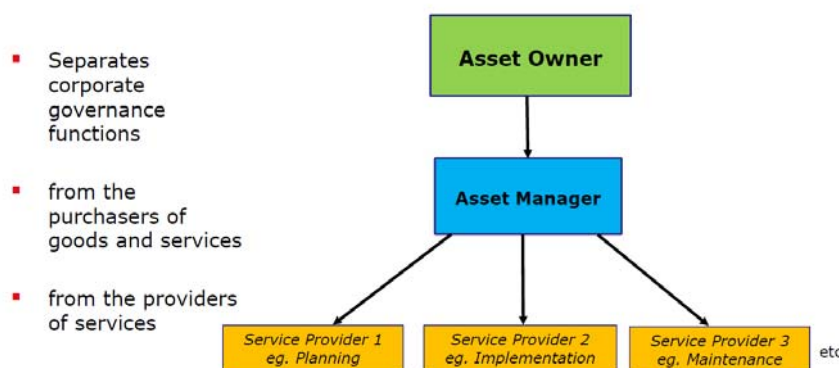 Separates
corporate
governance
functions
from the
purchasers of
goods and services
from the providers
of services
Asset Owner
Asset Manager
Service Provider 1
eg. Planning
Service Provider 2
eg. Implementation
Service Provider 3
eg. Maintenance
etc